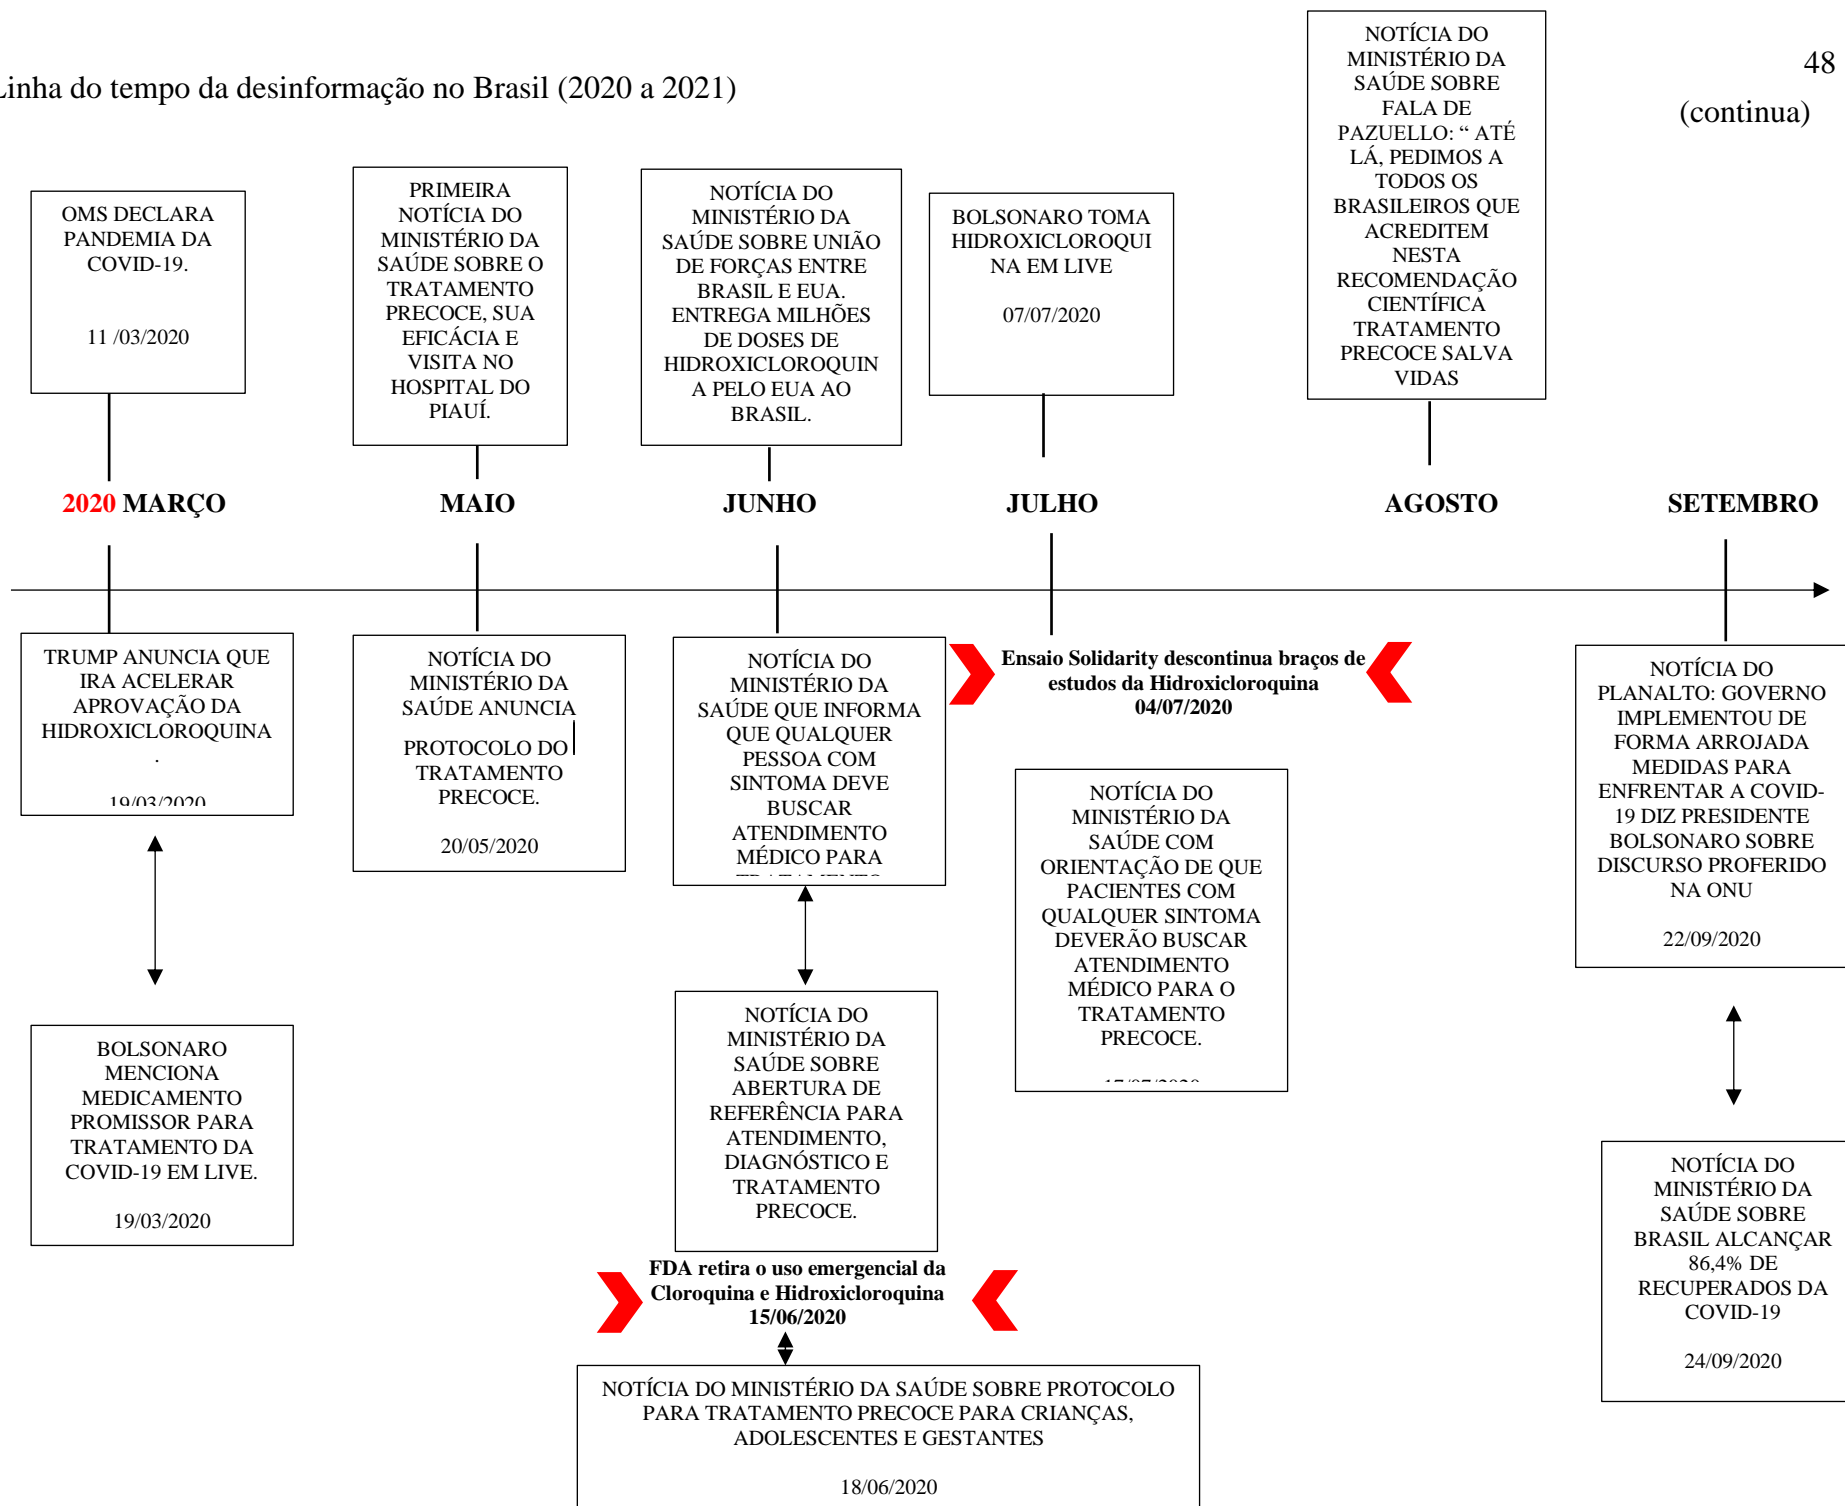 48
Linha do tempo da desinformação no Brasil (2020 a 2021)
(continua)
OMS DECLARA
PANDEMIA DA
COVID-19.
11 /03/2020
PRIMEIRA
NOTÍCIA DO
MINISTÉRIO DA
SAÚDE SOBRE O
TRATAMENTO
PRECOCE, SUA
EFICÁCIA E
VISITA NO
HOSPITAL DO
PIAUÍ.
NOTÍCIA DO
MINISTÉRIO DA
SAÚDE SOBRE UNIÃO
DE FORÇAS ENTRE
BRASIL E EUA.
ENTREGA MILHÕES
DE DOSES DE
HIDROXICLOROQUIN
A PELO EUA AO
BRASIL.
BOLSONARO TOMA
HIDROXICLOROQUI
NA EM LIVE
07/07/2020
NOTÍCIA DO
MINISTÉRIO DA
SAÚDE SOBRE
FALA DE
PAZUELLO: “ ATÉ
LÁ, PEDIMOS A
TODOS OS
BRASILEIROS QUE
ACREDITEM
NESTA
RECOMENDAÇÃO
CIENTÍFICA
TRATAMENTO
PRECOCE SALVA
VIDAS
2020 MARÇO
MAIO
JUNHO
JULHO
AGOSTO
SETEMBRO
TRUMP ANUNCIA QUE
IRA ACELERAR
APROVAÇÃO DA
HIDROXICLOROQUINA
.
19/03/2020
BOLSONARO
MENCIONA
MEDICAMENTO
PROMISSOR PARA
TRATAMENTO DA
COVID-19 EM LIVE.
19/03/2020
NOTÍCIA DO
MINISTÉRIO DA
SAÚDE ANUNCIA
PROTOCOLO DO
TRATAMENTO
PRECOCE.
20/05/2020
NOTÍCIA DO
MINISTÉRIO DA
SAÚDE QUE INFORMA
QUE QUALQUER
PESSOA COM
SINTOMA DEVE
BUSCAR
ATENDIMENTO
MÉDICO PARA
NOTÍCIA DO
MINISTÉRIO DA
SAÚDE SOBRE
ABERTURA DE
REFERÊNCIA PARA
ATENDIMENTO,
DIAGNÓSTICO E
TRATAMENTO
PRECOCE.
FDA retira o uso emergencial da
Cloroquina e Hidroxicloroquina
15/06/2020
NOTÍCIA DO MINISTÉRIO DA SAÚDE SOBRE PROTOCOLO
PARA TRATAMENTO PRECOCE PARA CRIANÇAS,
ADOLESCENTES E GESTANTES
18/06/2020
Ensaio Solidarity descontinua braços de
estudos da Hidroxicloroquina
04/07/2020
NOTÍCIA DO
MINISTÉRIO DA
SAÚDE COM
ORIENTAÇÃO DE QUE
PACIENTES COM
QUALQUER SINTOMA
DEVERÃO BUSCAR
ATENDIMENTO
MÉDICO PARA O
TRATAMENTO
PRECOCE.
NOTÍCIA DO
PLANALTO: GOVERNO
IMPLEMENTOU DE
FORMA ARROJADA
MEDIDAS PARA
ENFRENTAR A COVID-
19 DIZ PRESIDENTE
BOLSONARO SOBRE
DISCURSO PROFERIDO
NA ONU
22/09/2020
NOTÍCIA DO
MINISTÉRIO DA
SAÚDE SOBRE
BRASIL ALCANÇAR
86,4% DE
RECUPERADOS DA
COVID-19
24/09/2020